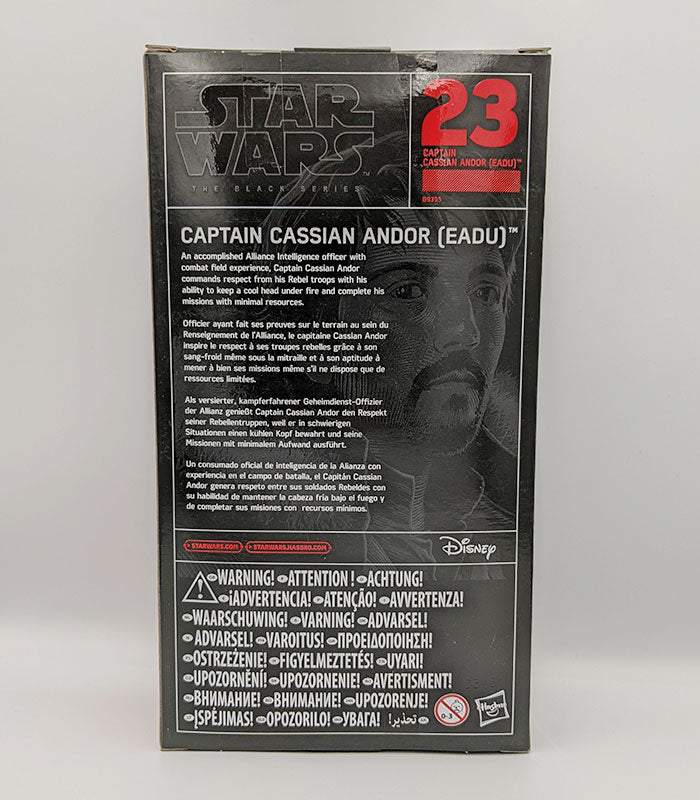 STAR
WARS™
THE BLACK SERIES
23
CAPTAIN
CASSIAN ANDOR (EADU)™
CAPTAIN CASSIAN ANDOR (EADU)™
An accomplished Alliance Intelligence officer with
combat field experience, Captain Cassian Andor
commands respect from his Rebel troops with his
ability to keep a cool head under fire and complete his
missions with minimal resources.
Officier ayant fait ses preuves sur le terrain au sein du
Renseignement de l'Alliance, le capitaine Cassian Andor
inspire le respect à ses troupes rebelles grâce à son
sang-froid même sous la mitraille et à son aptitude à
mener à bien ses missions même s'il ne dispose que de
ressources limitées.
Als versierter, kampferfahrener Geheimdienst-Offizier
der Allianz genießt Captain Cassian Andor den Respekt
seiner Rebellentruppen, weil er in schwierigen
Situationen einen kühlen Kopf bewahrt und seine
Missionen mit minimalem Aufwand ausführt.
Un consumado oficial de inteligencia de la Alianza con
experiencia en el campo de batalla, el Capitán Cassian
Andor genera respeto entre sus soldados Rebeldes con
su habilidad de mantener la cabeza fría bajo el fuego y
de completar sus misiones con recursos mínimos.
STARWARS.COM STARWARS.HASBRO.COM Disney
WARNING! ATTENTION ! ACHTUNG!
¡ADVERTENCIA! ATENÇÃO! AVVERTENZA!
WAARSCHUWING! VARNING! ADVARSEL!
ADVARSEL! VAROITUS! ΠΡΟΕΙΔΟΠΟΙΗΣΗ!
OSTRZEŻENIE! FIGYELMEZTETÉS! UYARI!
UPOZORNĚNÍ! UPOZORNENIE! AVERTISMENT!
ВНИМАНИЕ! ВНИМАНИЕ! UPOZORENJE!
ĮSPĖJIMAS! OPOZORILO! УВАГА! تحذير!
0-3
Hasbro